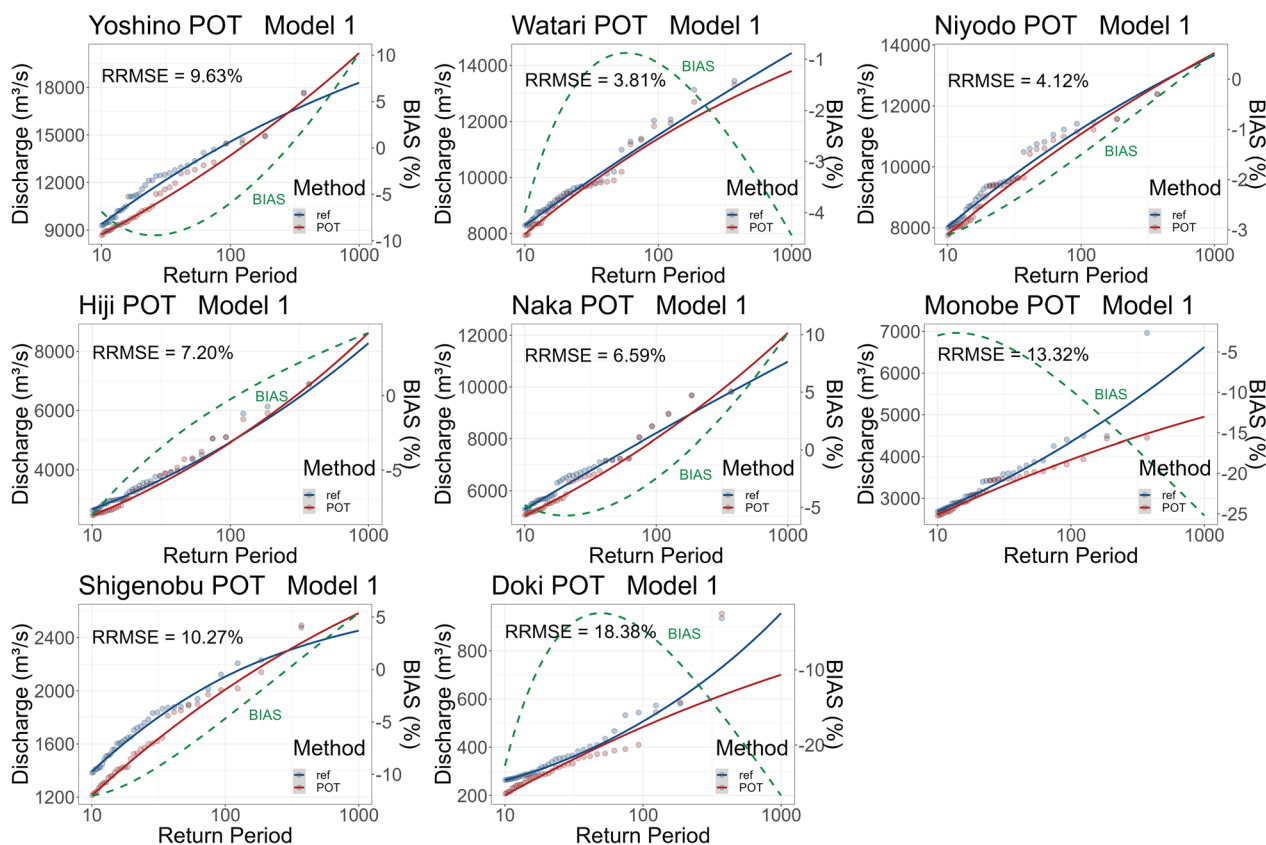 Yoshino POT Model 1
RRMSE = 9.63%
Discharge (m³/s)
18000
15000
12000
9000
10
5
0
-5
-10
BIAS (%)
BIAS
Method
ref
POT
10
100
1000
Return Period
Watari POT Model 1
RRMSE = 3.81%
Discharge (m³/s)
14000
12000
10000
8000
-1
-2
-3
-4
BIAS (%)
BIAS
Method
ref
POT
10
100
1000
Return Period
Niyodo POT Model 1
RRMSE = 4.12%
Discharge (m³/s)
14000
12000
10000
8000
0
-1
-2
-3
BIAS (%)
BIAS
Method
ref
POT
10
100
1000
Return Period
Hiji POT Model 1
RRMSE = 7.20%
Discharge (m³/s)
8000
6000
4000
0
-5
BIAS (%)
BIAS
Method
ref
POT
10
100
1000
Return Period
Naka POT Model 1
RRMSE = 6.59%
Discharge (m³/s)
12000
10000
8000
6000
10
5
0
-5
BIAS (%)
BIAS
Method
ref
POT
10
100
1000
Return Period
Monobe POT Model 1
RRMSE = 13.32%
Discharge (m³/s)
7000
6000
5000
4000
3000
-5
-10
-15
-20
-25
BIAS (%)
BIAS
Method
ref
POT
10
100
1000
Return Period
Shigenobu POT Model 1
RRMSE = 10.27%
Discharge (m³/s)
2400
2000
1600
1200
5
0
-5
-10
BIAS (%)
BIAS
Method
ref
POT
10
100
1000
Return Period
Doki POT Model 1
RRMSE = 18.38%
Discharge (m³/s)
800
600
400
200
-10
-20
BIAS (%)
BIAS
Method
ref
POT
10
100
1000
Return Period